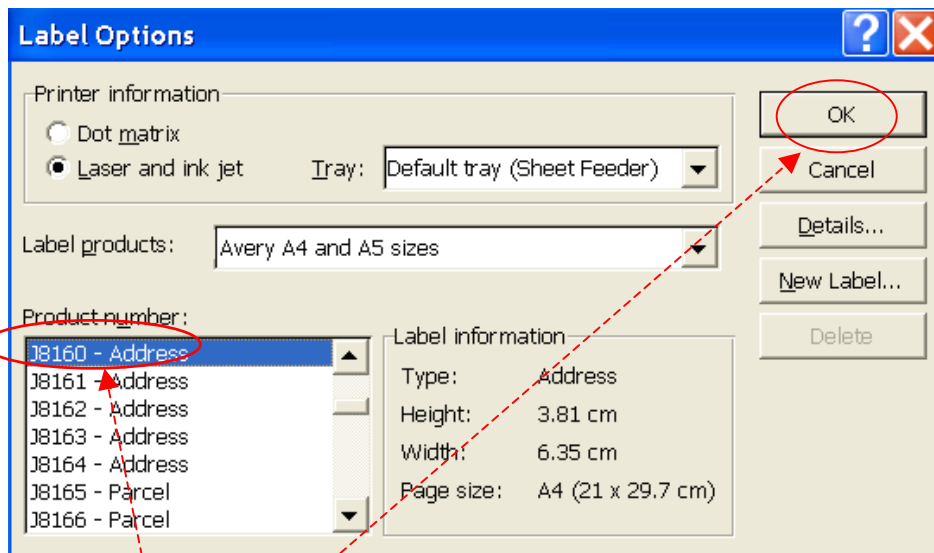 Label Options
Printer information
Dot matrix
Laser and ink jet Tray: Default tray (Sheet Feeder)
Label products: Avery A4 and A5 sizes
Product number:
J8160 - Address
J8161 - Address
J8162 - Address
J8163 - Address
J8164 - Address
J8165 - Parcel
J8166 - Parcel
Label information
Type: Address
Height: 3.81 cm
Width: 6.35 cm
Page size: A4 (21 x 29.7 cm)
OK
Cancel
Details...
New Label...
Delete